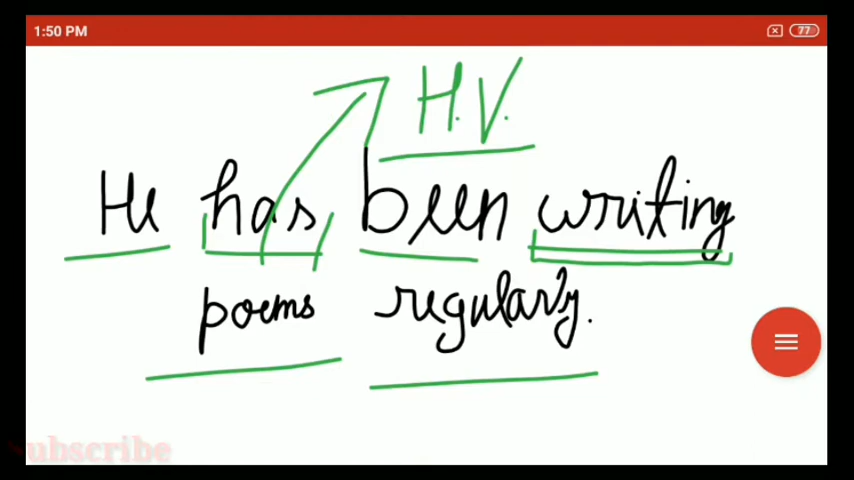 1:50 PM
77
H.V.
He has been writing
poems regularly.
Subscribe